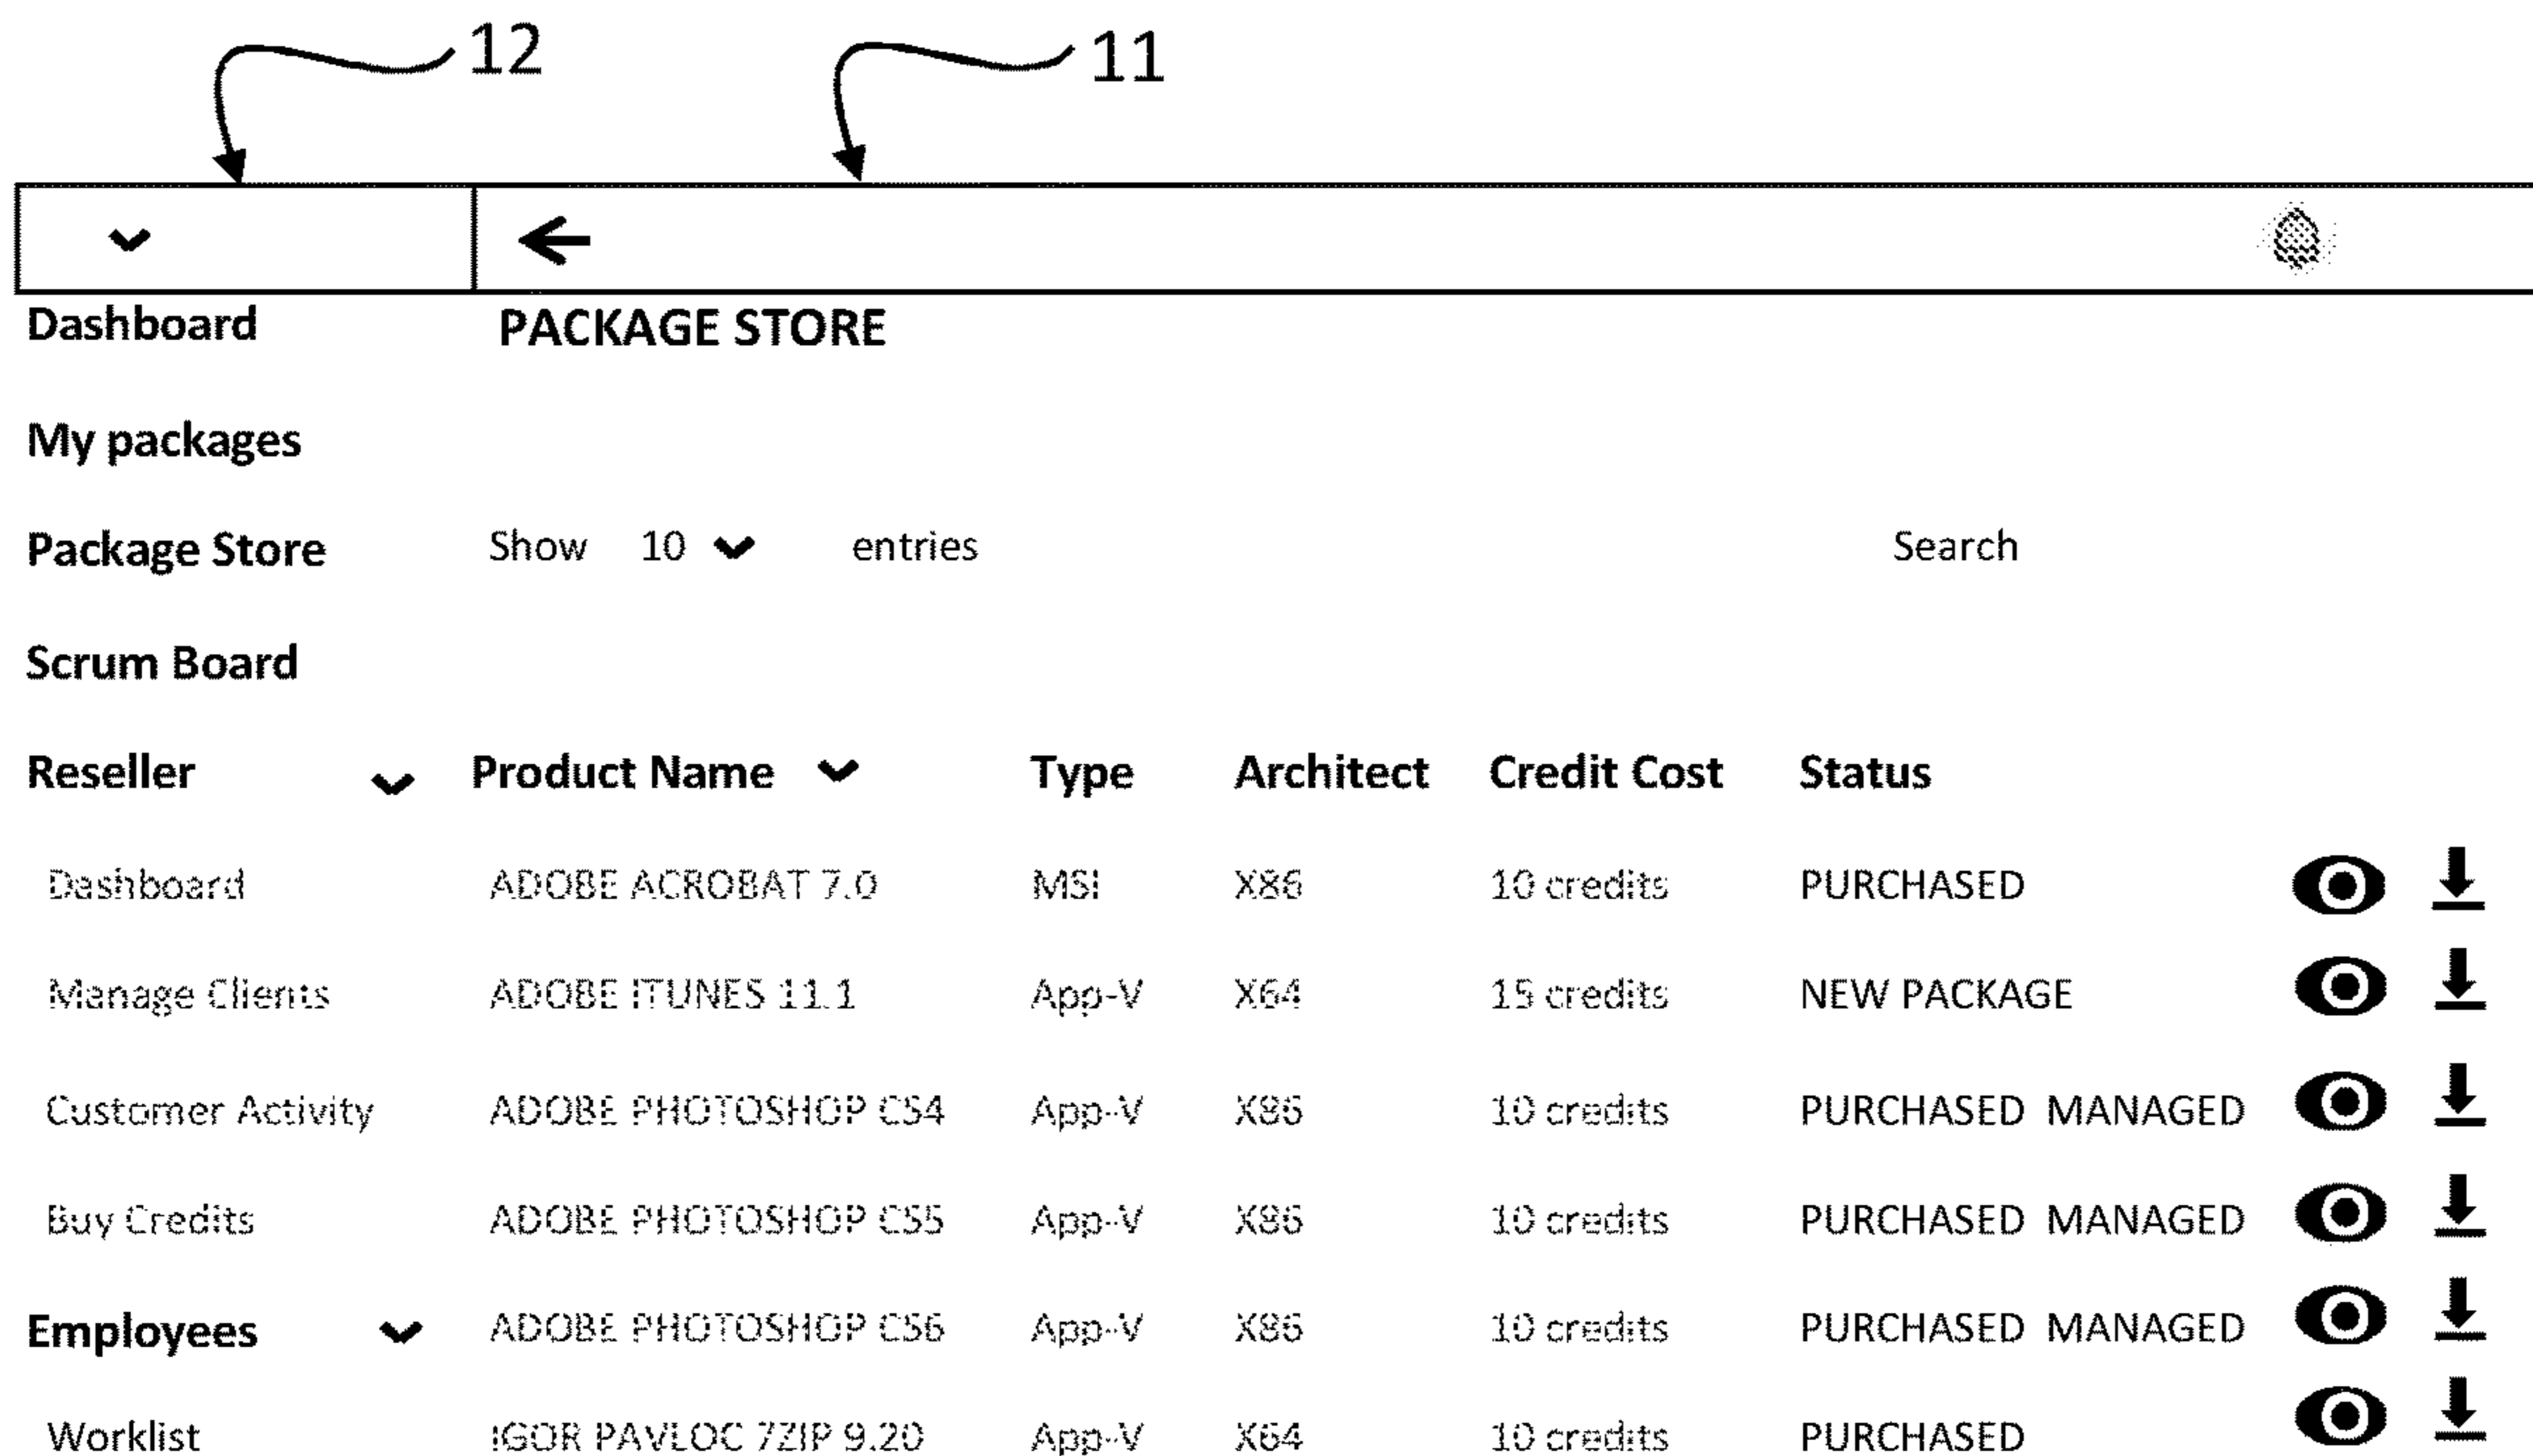 12 11
Dashboard PACKAGE STORE
My packages
Package Store Show 10 entries Search
Scrum Board
Reseller Product Name Type Architect Credit Cost Status
Dashboard ADOBE ACROBAT 7.0 MSI X86 10 credits PURCHASED
Manage Clients ADOBE ITUNES 11.1 App-V X64 15 credits NEW PACKAGE
Customer Activity ADOBE PHOTOSHOP CS4 App-V X86 10 credits PURCHASED MANAGED
Buy Credits ADOBE PHOTOSHOP CS5 App-V X86 10 credits PURCHASED MANAGED
Employees ADOBE PHOTOSHOP CS6 App-V X86 10 credits PURCHASED MANAGED
Worklist IGOR PAVLOC 7ZIP 9.20 App-V X64 10 credits PURCHASED